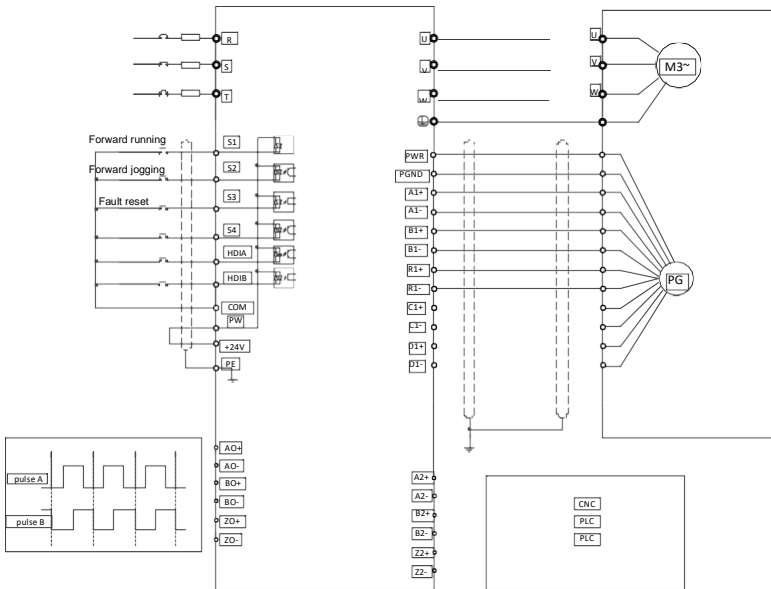 R
S
T
U
V
W
U
V
W
M3~
Forward running
Forward jogging
Fault reset
S1
S2
S3
S4
HDIA
HDIB
COM
PW
+24V
PE
PWR
PGND
A1+
A1-
B1+
B1-
R1+
R1-
C1+
C1-
D1+
D1-
PG
pulse A
pulse B
AO+
AO-
BO+
BO-
ZO+
ZO-
A2+
A2-
B2+
B2-
Z2+
Z2-
CNC
PLC
PLC